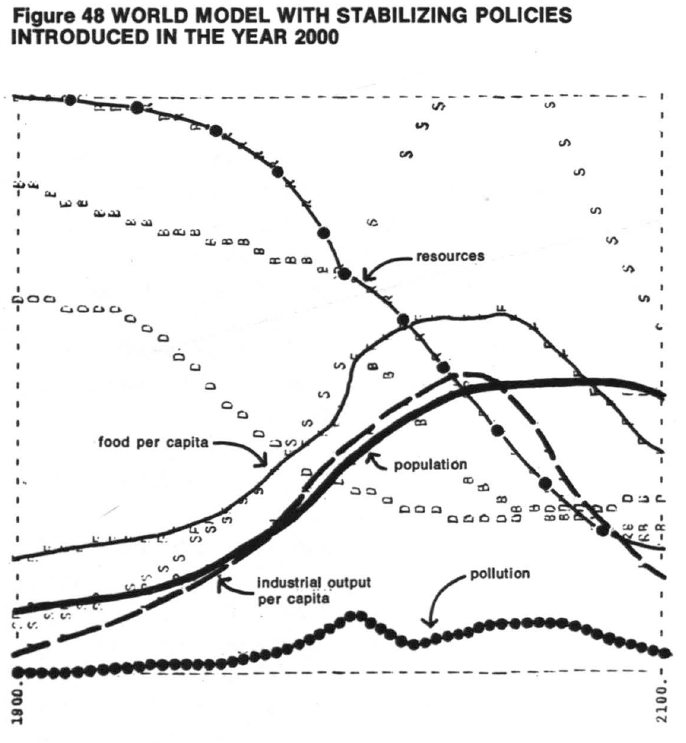 Figure 48 WORLD MODEL WITH STABILIZING POLICIES
INTRODUCED IN THE YEAR 2000
resources
food per capita
population
industrial output
per capita
pollution
1900.
2100.